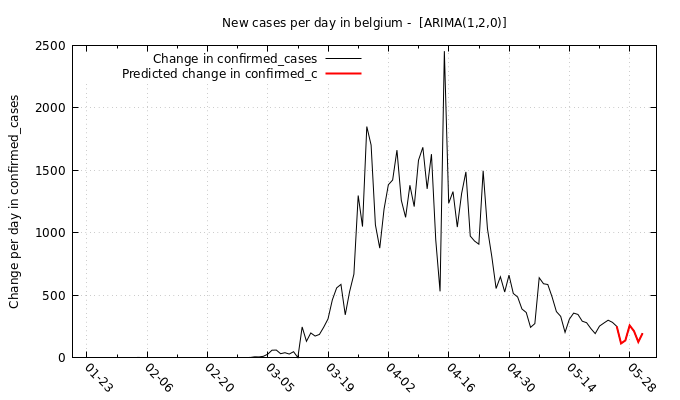 New cases per day in belgium - [ARIMA(1,2,0)]
Change in confirmed_cases
Predicted change in confirmed_c
Change per day in confirmed_cases
2500
2000
1500
1000
500
0
01-23 02-06 02-20 03-05 03-19 04-02 04-16 04-30 05-14 05-28